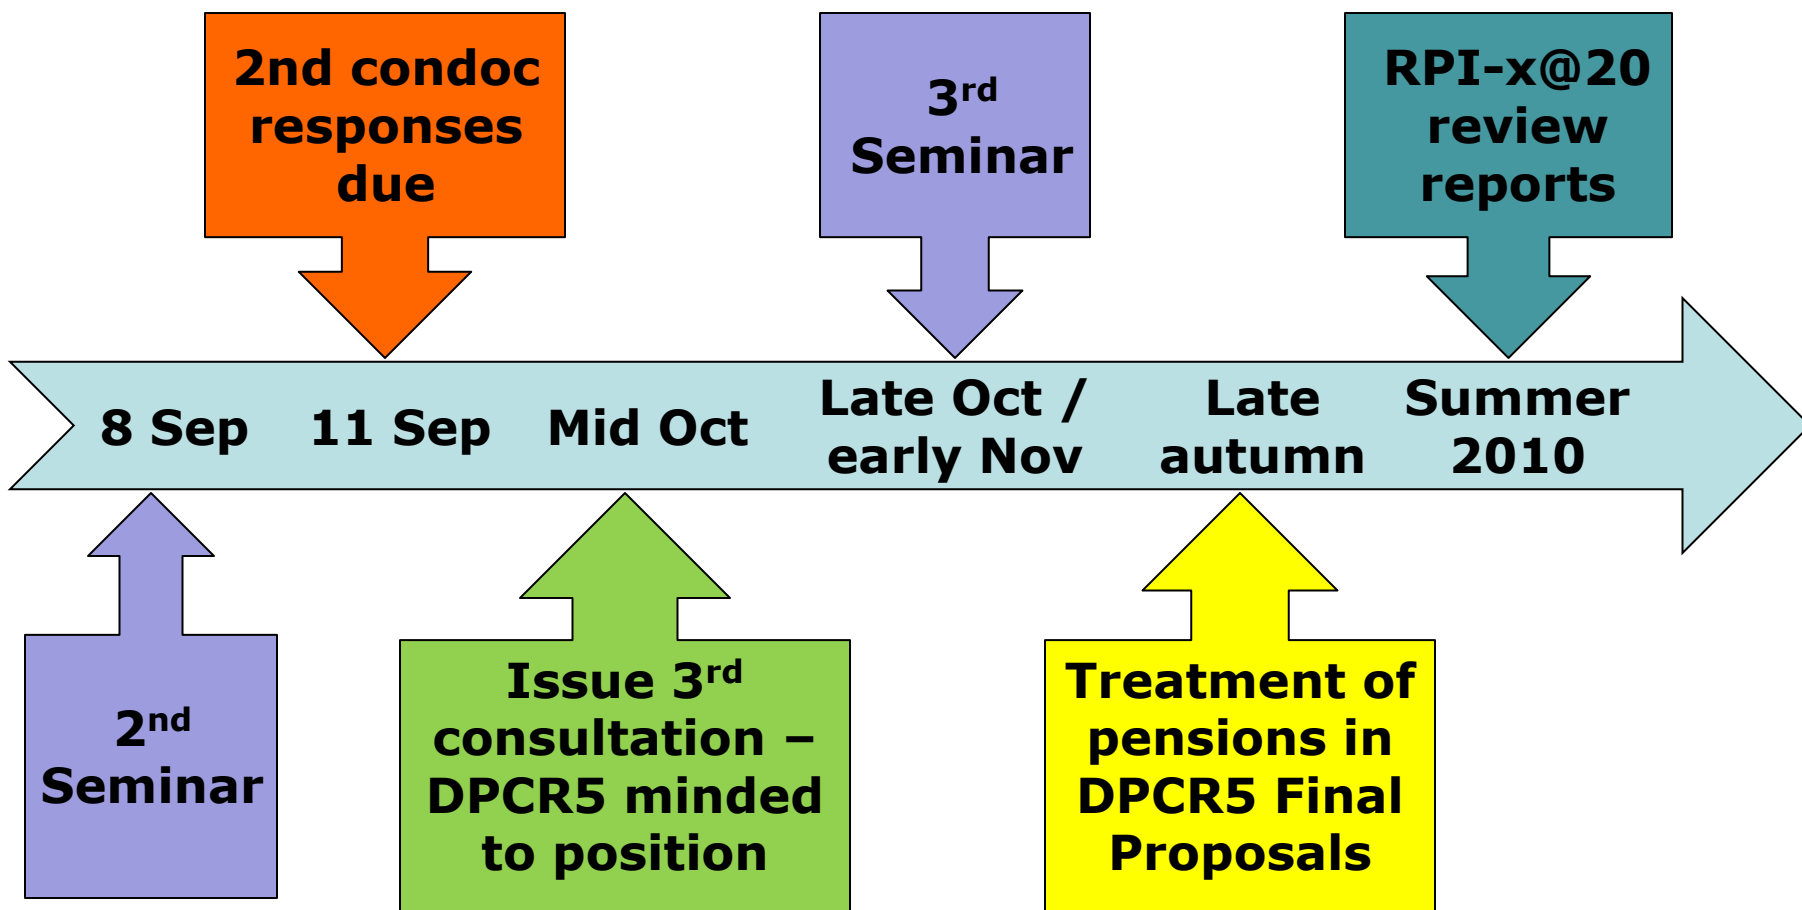 2nd condoc
responses
due
3rd
Seminar
RPI-x@20
review
reports
8 Sep
11 Sep
Mid Oct
Late Oct /
early Nov
Late
autumn
Summer
2010
2nd
Seminar
Issue 3rd
consultation –
DPCR5 minded
to position
Treatment of
pensions in
DPCR5 Final
Proposals